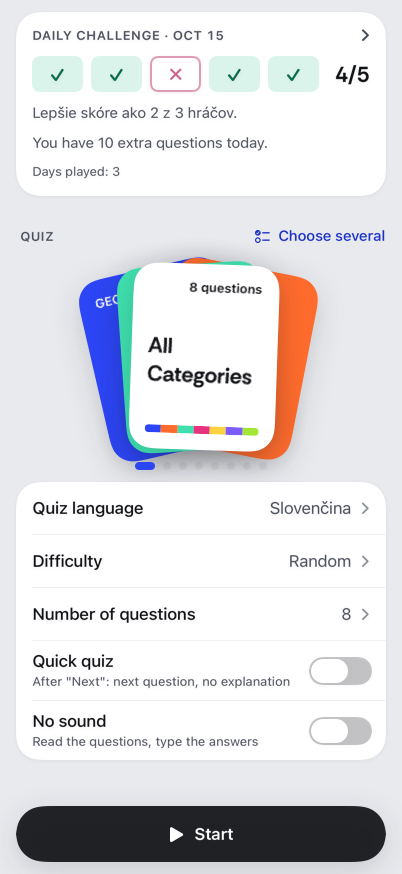 DAILY CHALLENGE · OCT 15
4/5
Lepšie skóre ako 2 z 3 hráčov.
You have 10 extra questions today.
Days played: 3
QUIZ
Choose several
8 questions
All
Categories
Quiz language
Slovenčina
Difficulty
Random
Number of questions
8
Quick quiz
After "Next": next question, no explanation
No sound
Read the questions, type the answers
Start